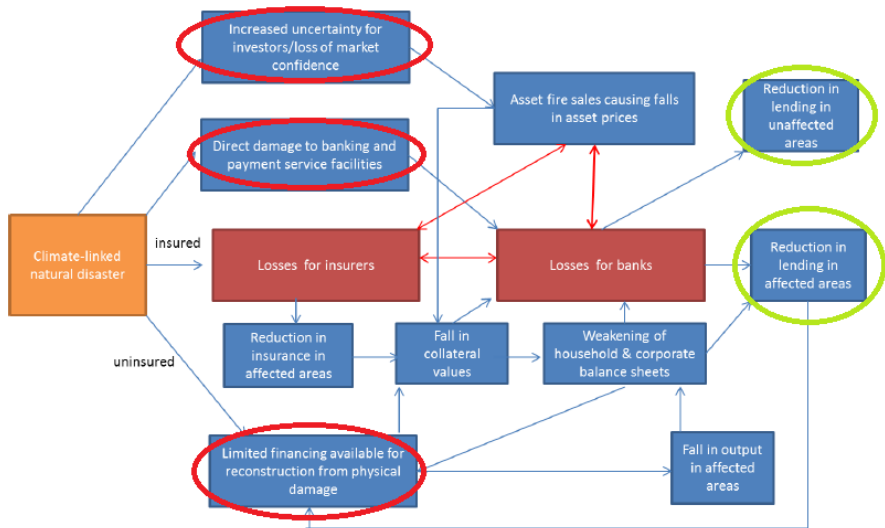 Increased uncertainty for
investors/loss of market
confidence
Asset fire sales causing falls
in asset prices
Reduction in
lending in
unaffected
areas
Direct damage to banking and
payment service facilities
Climate-linked
natural disaster
insured
Losses for insurers
Losses for banks
Reduction in
lending in
affected areas
Reduction in
insurance in
affected areas
Fall in
collateral
values
Weakening of
household & corporate
balance sheets
uninsured
Limited financing available for
reconstruction from physical
damage
Fall in output
in affected
areas